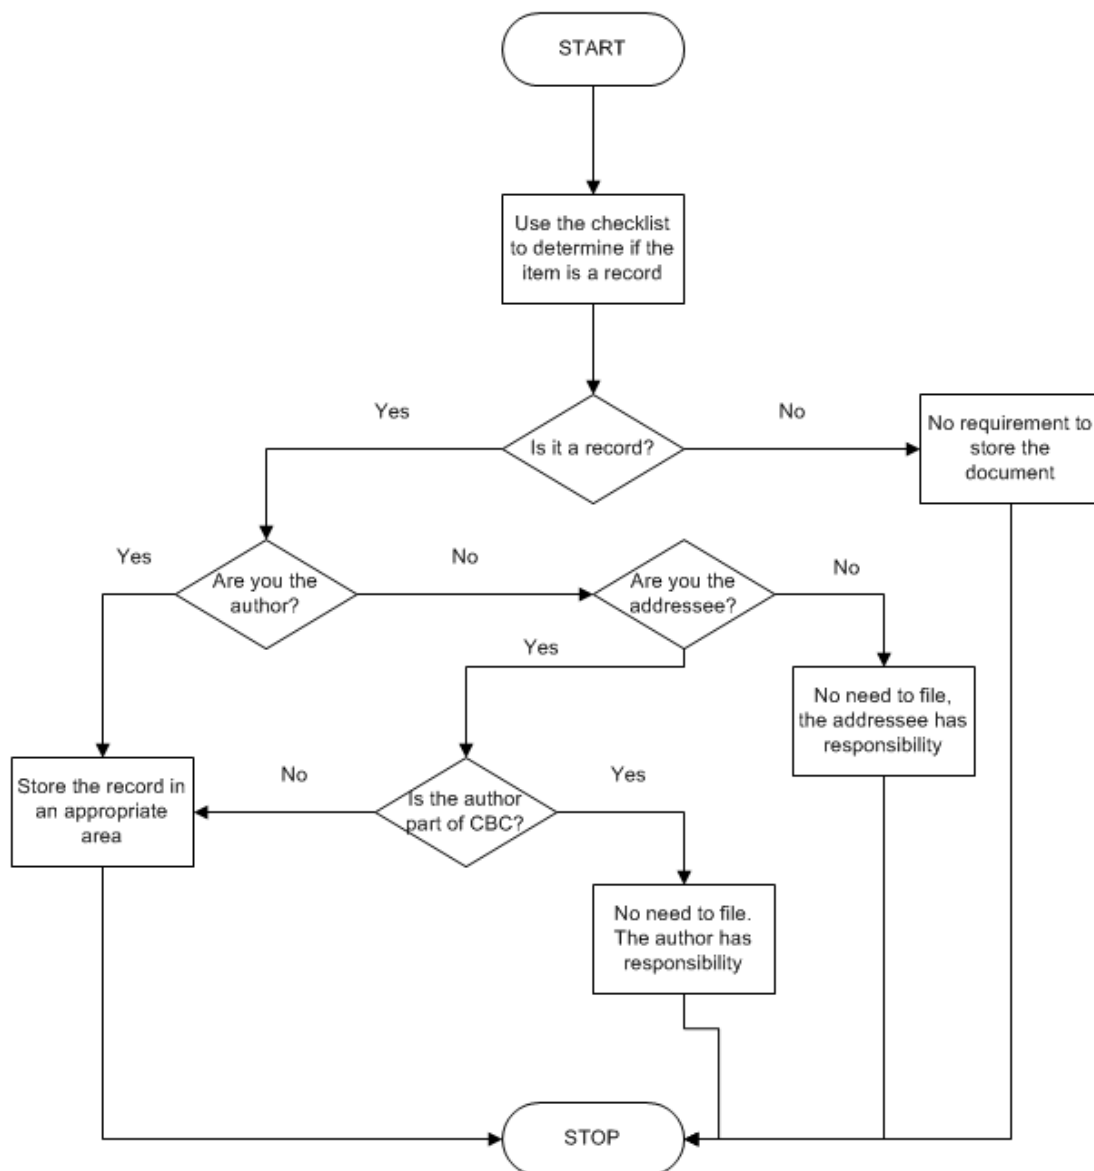 START
Use the checklist
to determine if the
item is a record
Yes
No
Is it a record?
No requirement to
store the
document
Yes
No
No
Are you the
author?
Are you the
addressee?
Yes
No need to file,
the addressee has
responsibility
Store the record in
an appropriate
area
No
Yes
Is the author
part of CBC?
No need to file.
The author has
responsibility
STOP